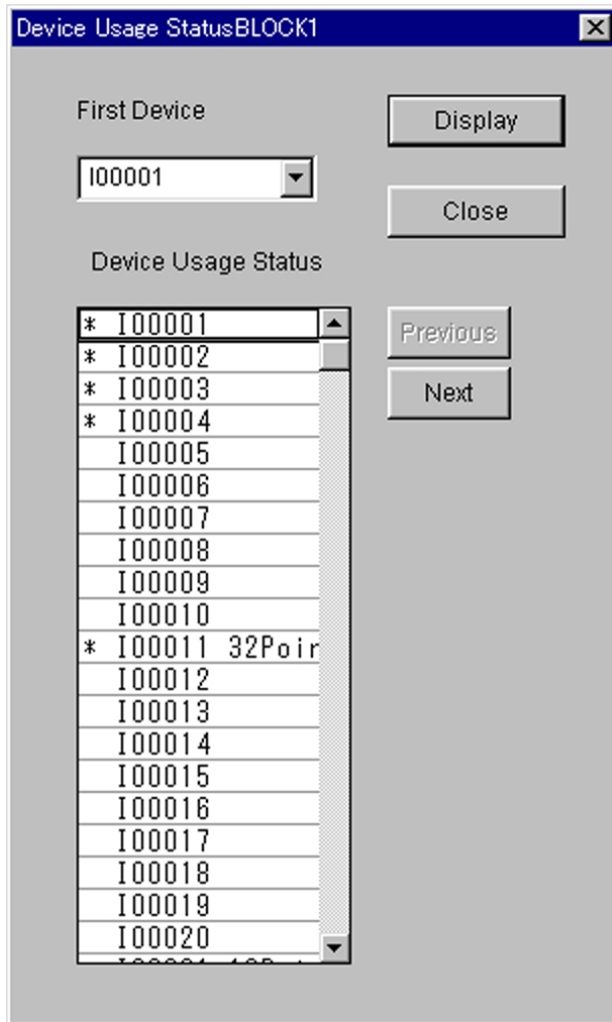 Device Usage StatusBLOCK1
First Device
Display
I00001
Close
Device Usage Status
* I00001
Previous
* I00002
* I00003
Next
* I00004
I00005
I00006
I00007
I00008
I00009
I00010
* I00011 32Poir
I00012
I00013
I00014
I00015
I00016
I00017
I00018
I00019
I00020